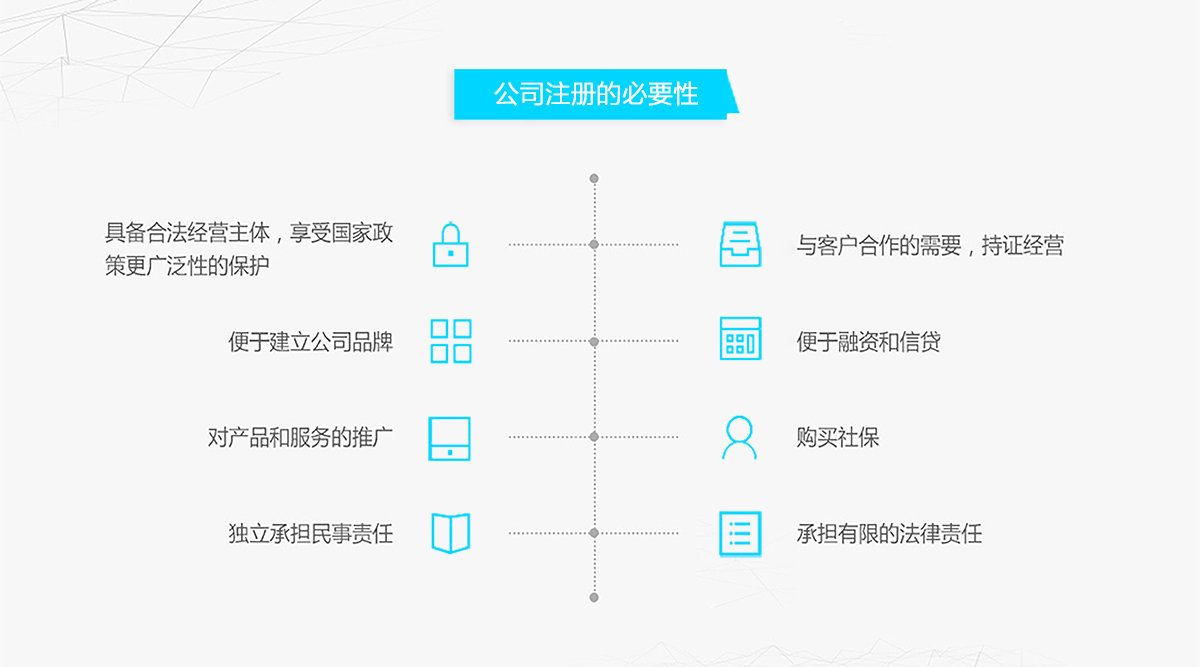 公司注册的必要性
具备合法经营主体，享受国家政
策更广泛性的保护
与客户合作的需要，持证经营
便于建立公司品牌
便于融资和信贷
对产品和服务的推广
购买社保
独立承担民事责任
承担有限的法律责任